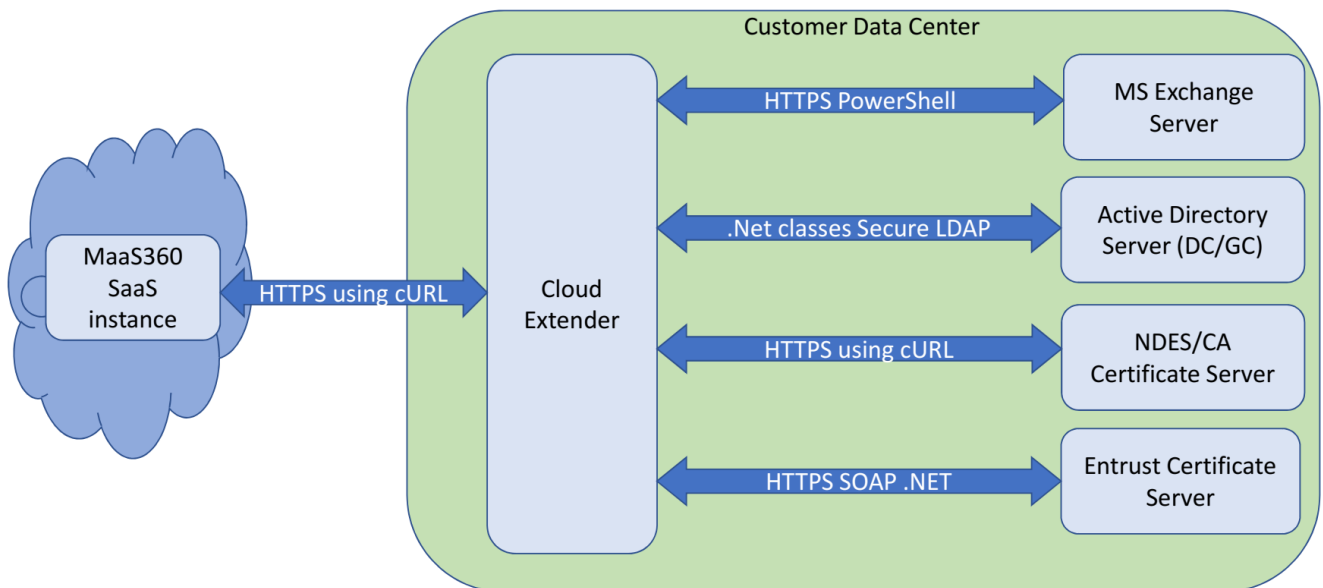 Customer Data Center
MaaS360
SaaS
instance
HTTPS using cURL
Cloud
Extender
HTTPS PowerShell
MS Exchange
Server
.Net classes Secure LDAP
Active Directory
Server (DC/GC)
HTTPS using cURL
NDES/CA
Certificate Server
HTTPS SOAP .NET
Entrust Certificate
Server